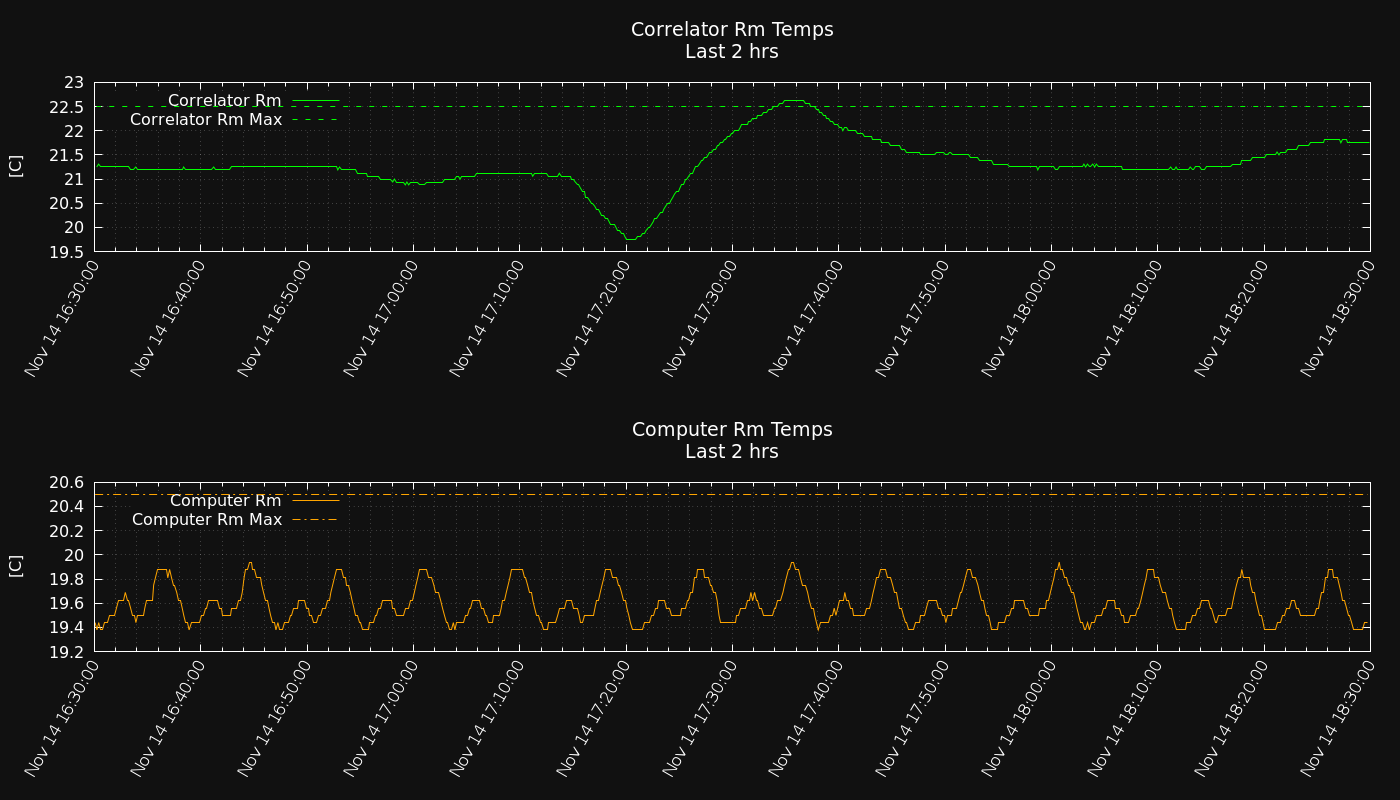 Correlator Rm Temps
Last 2 hrs
[C]
23
22.5
22
21.5
21
20.5
20
19.5
Correlator Rm
Correlator Rm Max
Nov 14 16:30:00
Nov 14 16:40:00
Nov 14 16:50:00
Nov 14 17:00:00
Nov 14 17:10:00
Nov 14 17:20:00
Nov 14 17:30:00
Nov 14 17:40:00
Nov 14 17:50:00
Nov 14 18:00:00
Nov 14 18:10:00
Nov 14 18:20:00
Nov 14 18:30:00
Computer Rm Temps
Last 2 hrs
[C]
20.6
20.4
20.2
20
19.8
19.6
19.4
19.2
Computer Rm
Computer Rm Max
Nov 14 16:30:00
Nov 14 16:40:00
Nov 14 16:50:00
Nov 14 17:00:00
Nov 14 17:10:00
Nov 14 17:20:00
Nov 14 17:30:00
Nov 14 17:40:00
Nov 14 17:50:00
Nov 14 18:00:00
Nov 14 18:10:00
Nov 14 18:20:00
Nov 14 18:30:00